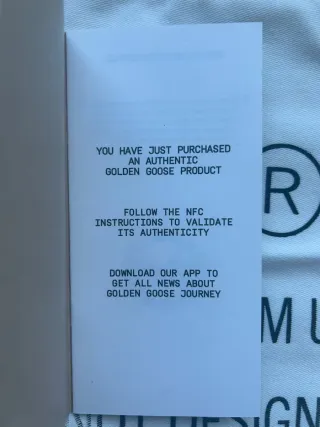 YOU HAVE JUST PURCHASED
AN AUTHENTIC
GOLDEN GOOSE PRODUCT
FOLLOW THE NFC
INSTRUCTIONS TO VALIDATE
ITS AUTHENTICITY
DOWNLOAD OUR APP TO
GET ALL NEWS ABOUT
GOLDEN GOOSE JOURNEY
®